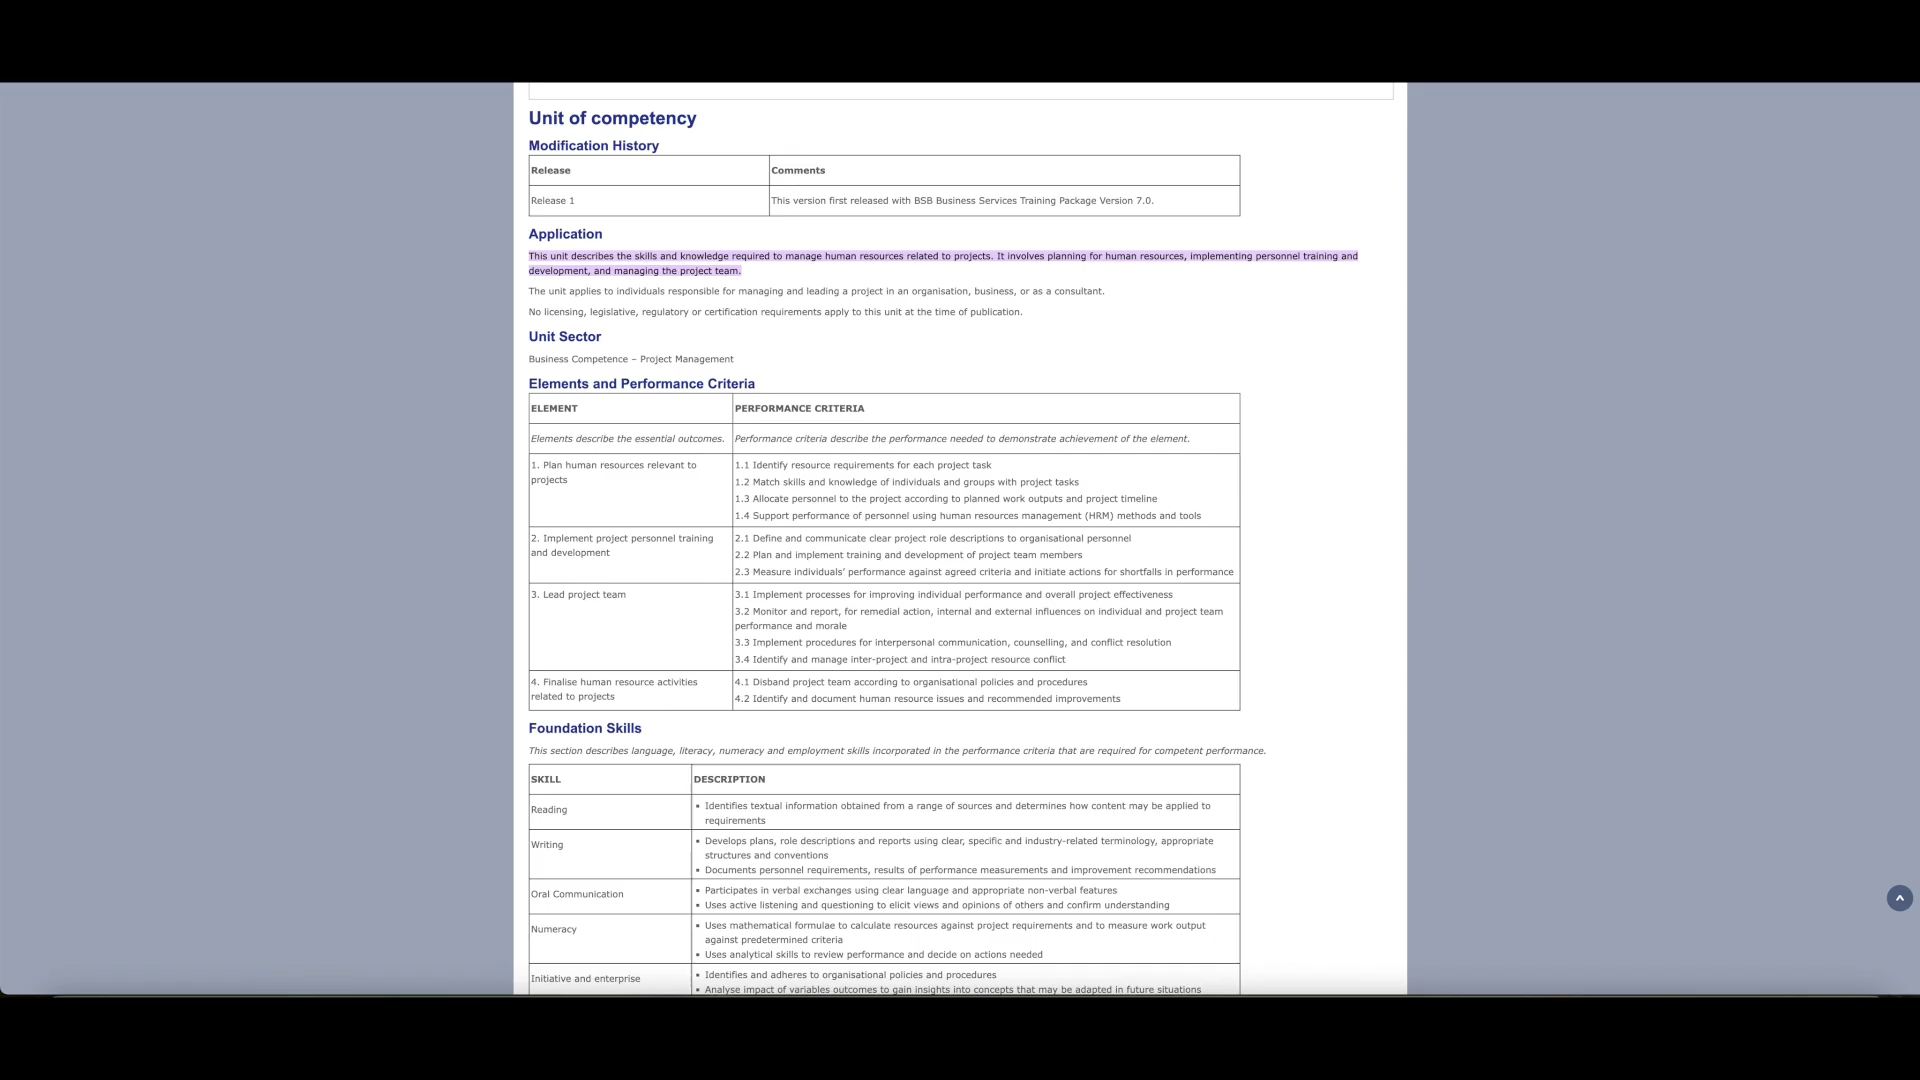 Unit of competency
Modification History
Release Comments
Release 1 This version first released with BSB Business Services Training Package Version 7.0.
Application
This unit describes the skills and knowledge required to manage human resources related to projects. It involves planning for human resources, implementing personnel training and
development, and managing the project team.
The unit applies to individuals responsible for managing and leading a project in an organisation, business, or as a consultant.
No licensing, legislative, regulatory or certification requirements apply to this unit at the time of publication.
Unit Sector
Business Competence – Project Management
Elements and Performance Criteria
ELEMENT PERFORMANCE CRITERIA
Elements describe the essential outcomes. Performance criteria describe the performance needed to demonstrate achievement of the element.
1. Plan human resources relevant to
projects
1.1 Identify resource requirements for each project task
1.2 Match skills and knowledge of individuals and groups with project tasks
1.3 Allocate personnel to the project according to planned work outputs and project timeline
1.4 Support performance of personnel using human resources management (HRM) methods and tools
2. Implement project personnel training
and development
2.1 Define and communicate clear project role descriptions to organisational personnel
2.2 Plan and implement training and development of project team members
2.3 Measure individuals’ performance against agreed criteria and initiate actions for shortfalls in performance
3. Lead project team
3.1 Implement processes for improving individual performance and overall project effectiveness
3.2 Monitor and report, for remedial action, internal and external influences on individual and project team
performance and morale
3.3 Implement procedures for interpersonal communication, counselling, and conflict resolution
3.4 Identify and manage inter-project and intra-project resource conflict
4. Finalise human resource activities
related to projects
4.1 Disband project team according to organisational policies and procedures
4.2 Identify and document human resource issues and recommended improvements
Foundation Skills
This section describes language, literacy, numeracy and employment skills incorporated in the performance criteria that are required for competent performance.
SKILL DESCRIPTION
Reading
▪ Identifies textual information obtained from a range of sources and determines how content may be applied to
requirements
Writing
▪ Develops plans, role descriptions and reports using clear, specific and industry-related terminology, appropriate
structures and conventions
▪ Documents personnel requirements, results of performance measurements and improvement recommendations
Oral Communication
▪ Participates in verbal exchanges using clear language and appropriate non-verbal features
▪ Uses active listening and questioning to elicit views and opinions of others and confirm understanding
Numeracy
▪ Uses mathematical formulae to calculate resources against project requirements and to measure work output
against predetermined criteria
▪ Uses analytical skills to review performance and decide on actions needed
Initiative and enterprise
▪ Identifies and adheres to organisational policies and procedures
▪ Analyse impact of variables outcomes to gain insights into concepts that may be adapted in future situations